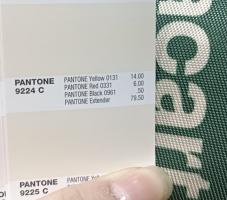 PANTONE
9224 C
PANTONE Yellow 0131 14.00
PANTONE Red 0331 6.00
PANTONE Black 0961 .50
PANTONE Extender 79.50
PANTONE
9225 C
PANTONE
acart